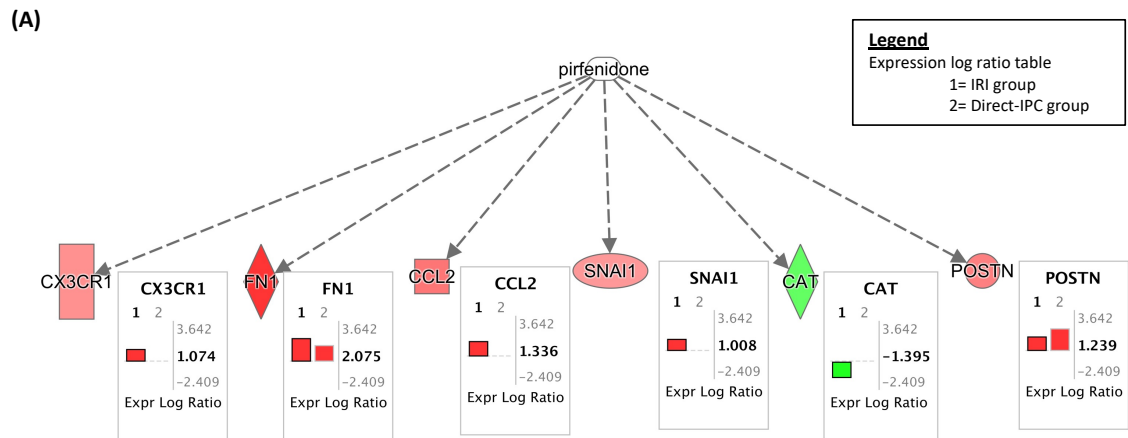 (A)
Legend
Expression log ratio table
1= IRI group
2= Direct-IPC group
pirfenidone
CX3CR1
FN1
CCL2
SNAI1
CAT
POSTN
CX3CR1
1 2
3.642
1.074
-2.409
Expr Log Ratio
FN1
1 2
3.642
2.075
-2.409
Expr Log Ratio
CCL2
1 2
3.642
1.336
-2.409
Expr Log Ratio
SNAI1
1 2
3.642
1.008
-2.409
Expr Log Ratio
CAT
1 2
3.642
-1.395
-2.409
Expr Log Ratio
POSTN
1 2
3.642
1.239
-2.409
Expr Log Ratio